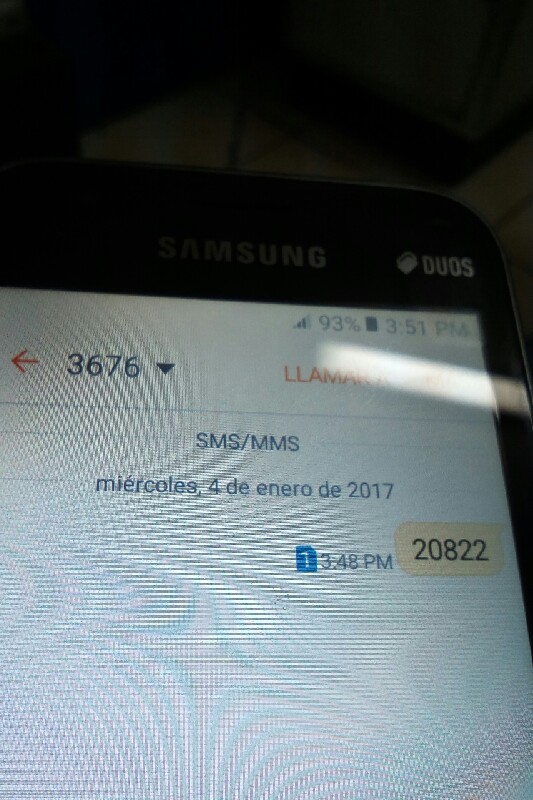 SAMSUNG DUOS
93% 3:51 PM
3676 LLAMAR
SMS/MMS
miércoles, 4 de enero de 2017
1 3:48 PM 20822